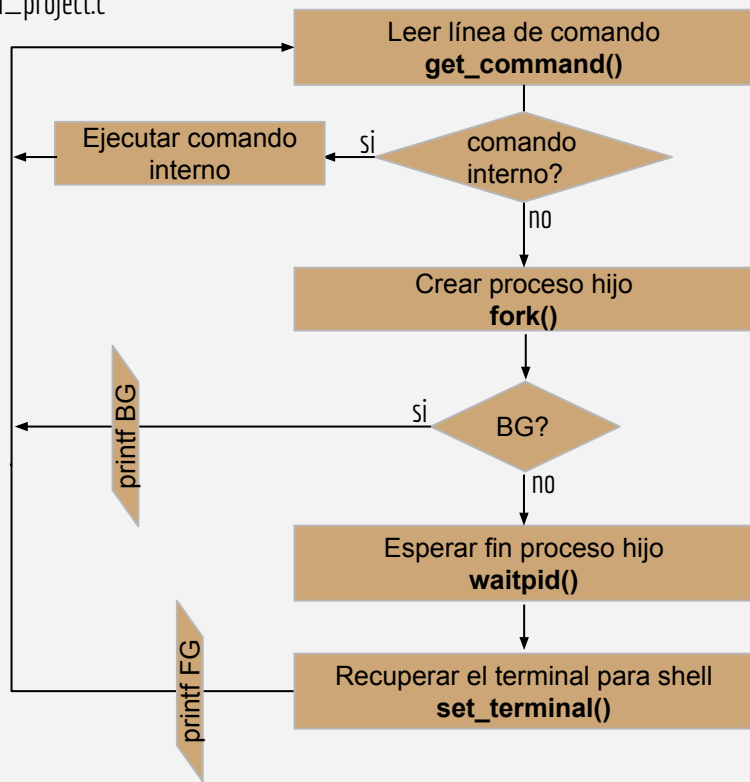 _project.c
Leer línea de comando
get_command()
Ejecutar comando
interno
si
comando
interno?
no
Crear proceso hijo
fork()
printf BG
si
BG?
no
Esperar fin proceso hijo
waitpid()
printf FG
Recuperar el terminal para shell
set_terminal()